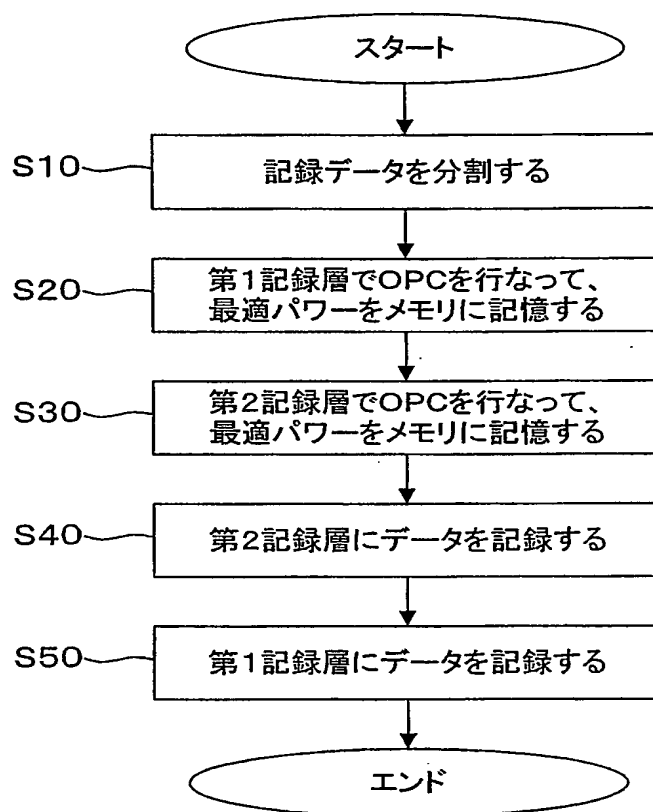 スタート
S10
記録データを分割する
S20
第1記録層でOPCを行なって、
最適パワーをメモリに記憶する
S30
第2記録層でOPCを行なって、
最適パワーをメモリに記憶する
S40
第2記録層にデータを記録する
S50
第1記録層にデータを記録する
エンド